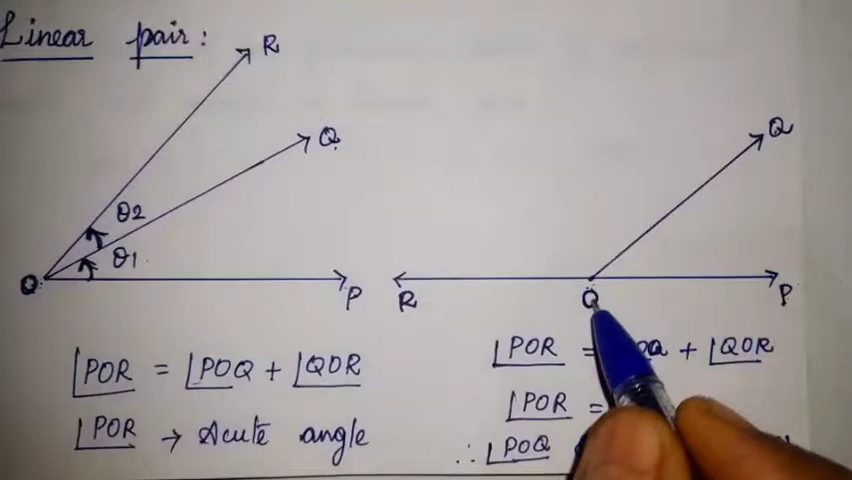 Linear pair:
R
Q
θ2
θ1
O
P
∠POR = ∠POQ + ∠QOR
∠POR → Acute angle
Q
R
O
P
∠POR = + ∠QOR
∠POR =
∴ ∠POQ